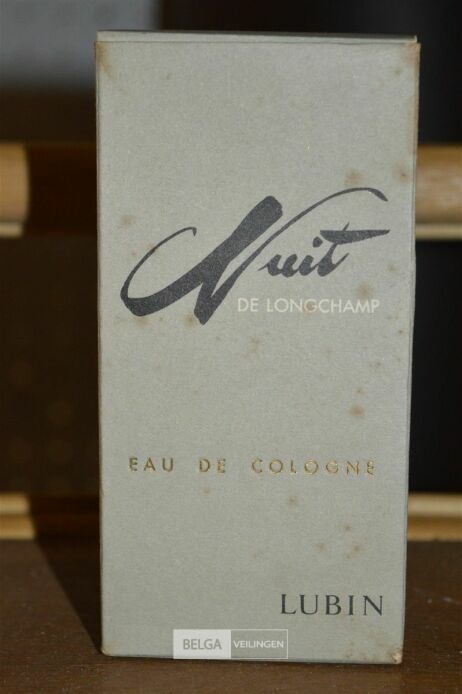 Nuit
DE LONGCHAMP
EAU DE COLOGNE
LUBIN
BELGA VEILINGEN